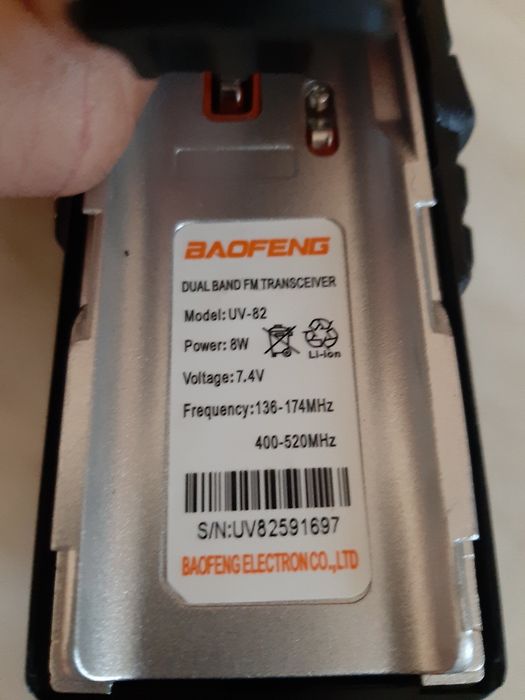 BAOFENG
DUAL BAND FM TRANSCEIVER
Model:UV-82
Power: 8W
Li-ion
Voltage:7.4V
Frequency:136-174MHz
400-520MHz
S/N:UV82591697
BAOFENG ELECTRON CO.,LTD